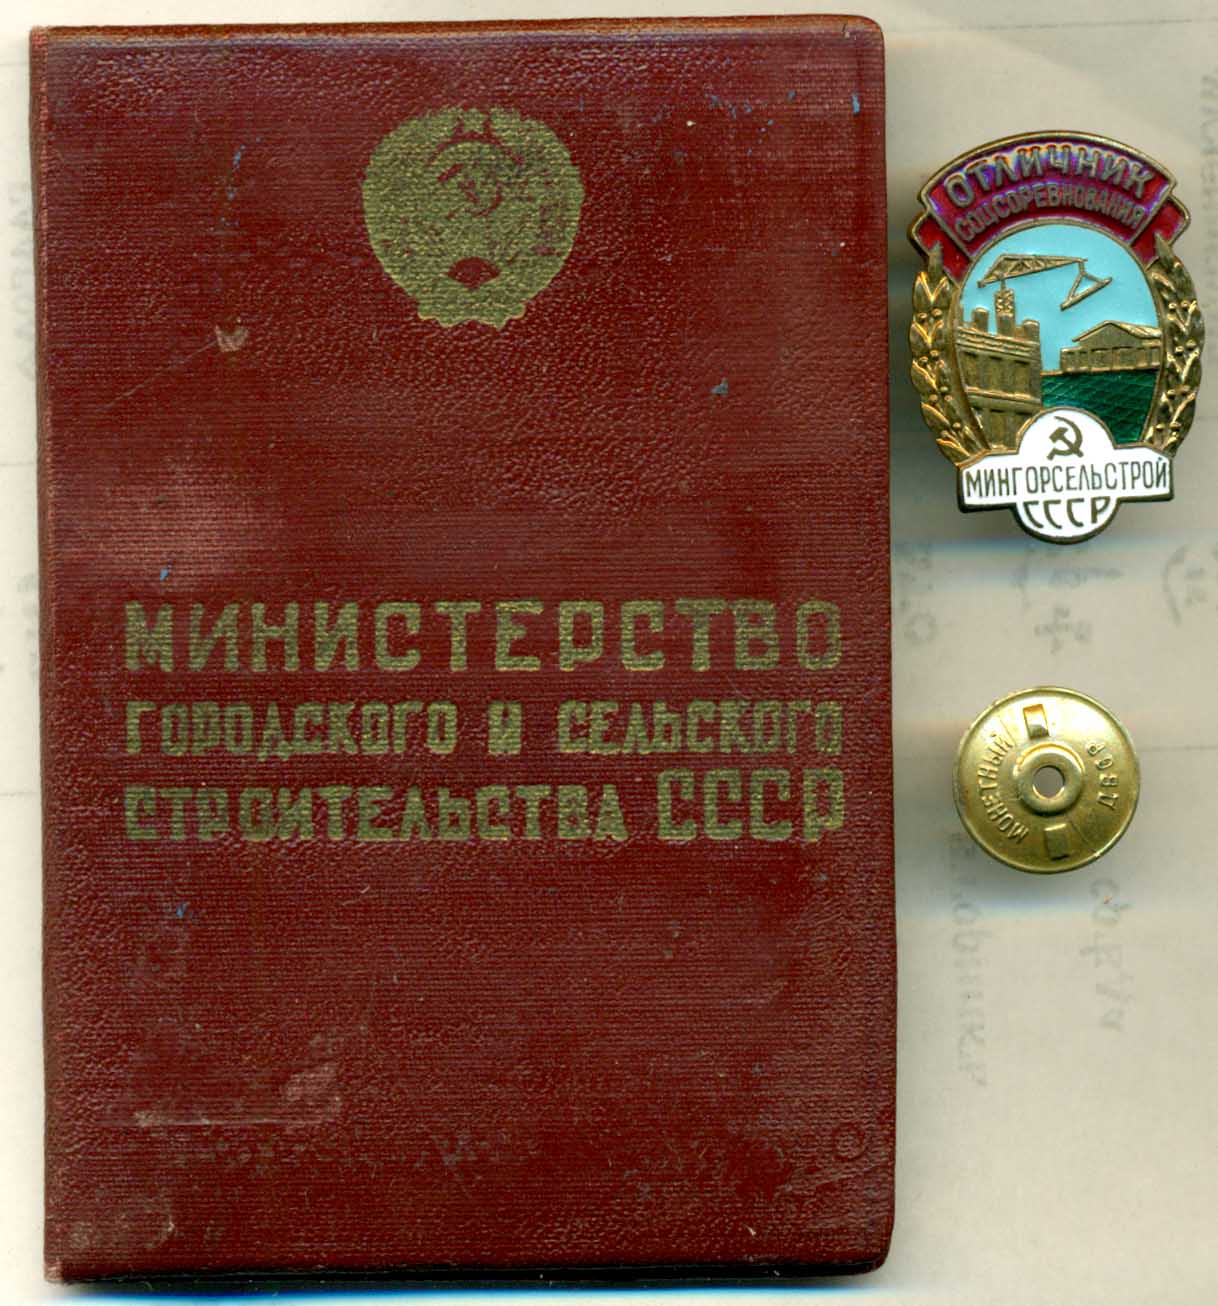 МИНИСТЕРСТВО
ГОРОДСКОГО И СЕЛЬСКОГО
СТРОИТЕЛЬСТВА СССР
ОТЛИЧНИК
СОЦСОРЕВНОВАНИЯ
МИНГОРСЕЛЬСТРОЙ
СССР
МОНЕТНЫЙ
ДВОР